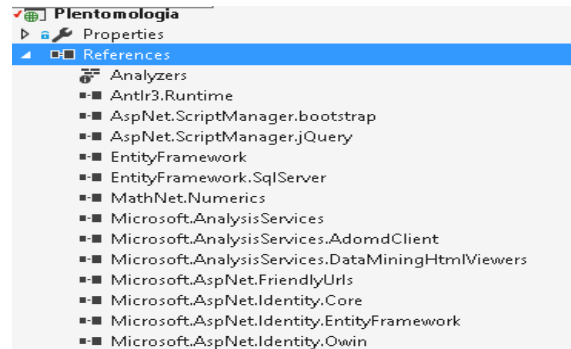 Plentomologia
Properties
References
Analyzers
Antlr3.Runtime
AspNet.ScriptManager.bootstrap
AspNet.ScriptManager.jQuery
EntityFramework
EntityFramework.SqlServer
MathNet.Numerics
Microsoft.AnalysisServices
Microsoft.AnalysisServices.AdomdClient
Microsoft.AnalysisServices.DataMiningHtmlViewers
Microsoft.AspNet.FriendlyUrls
Microsoft.AspNet.Identity.Core
Microsoft.AspNet.Identity.EntityFramework
Microsoft.AspNet.Identity.Owin